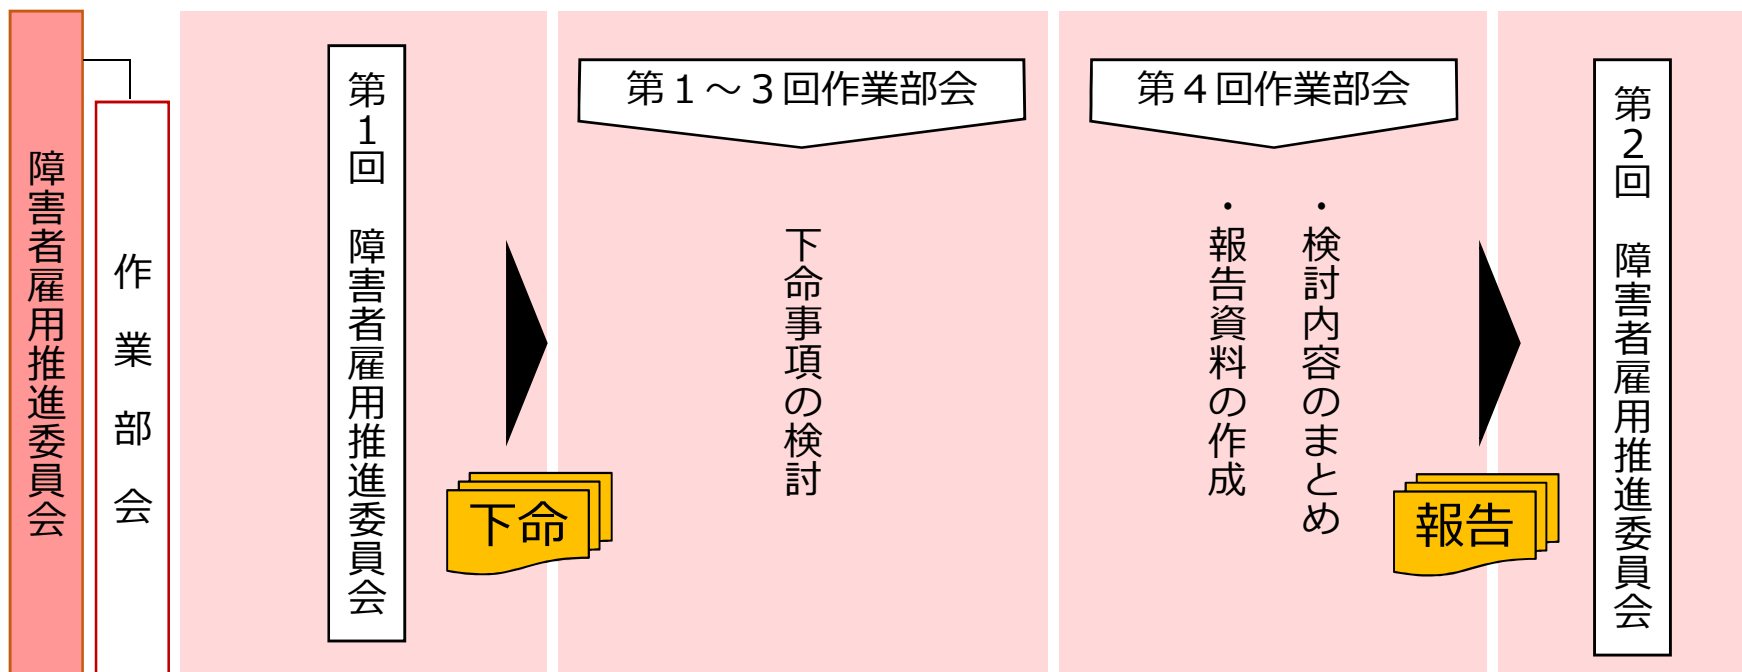 障害者雇用推進委員会
作業部会
第１回　障害者雇用推進委員会
下命
第１～３回作業部会
下命事項の検討
第４回作業部会
・検討内容のまとめ
・報告資料の作成
報告
第２回　障害者雇用推進委員会